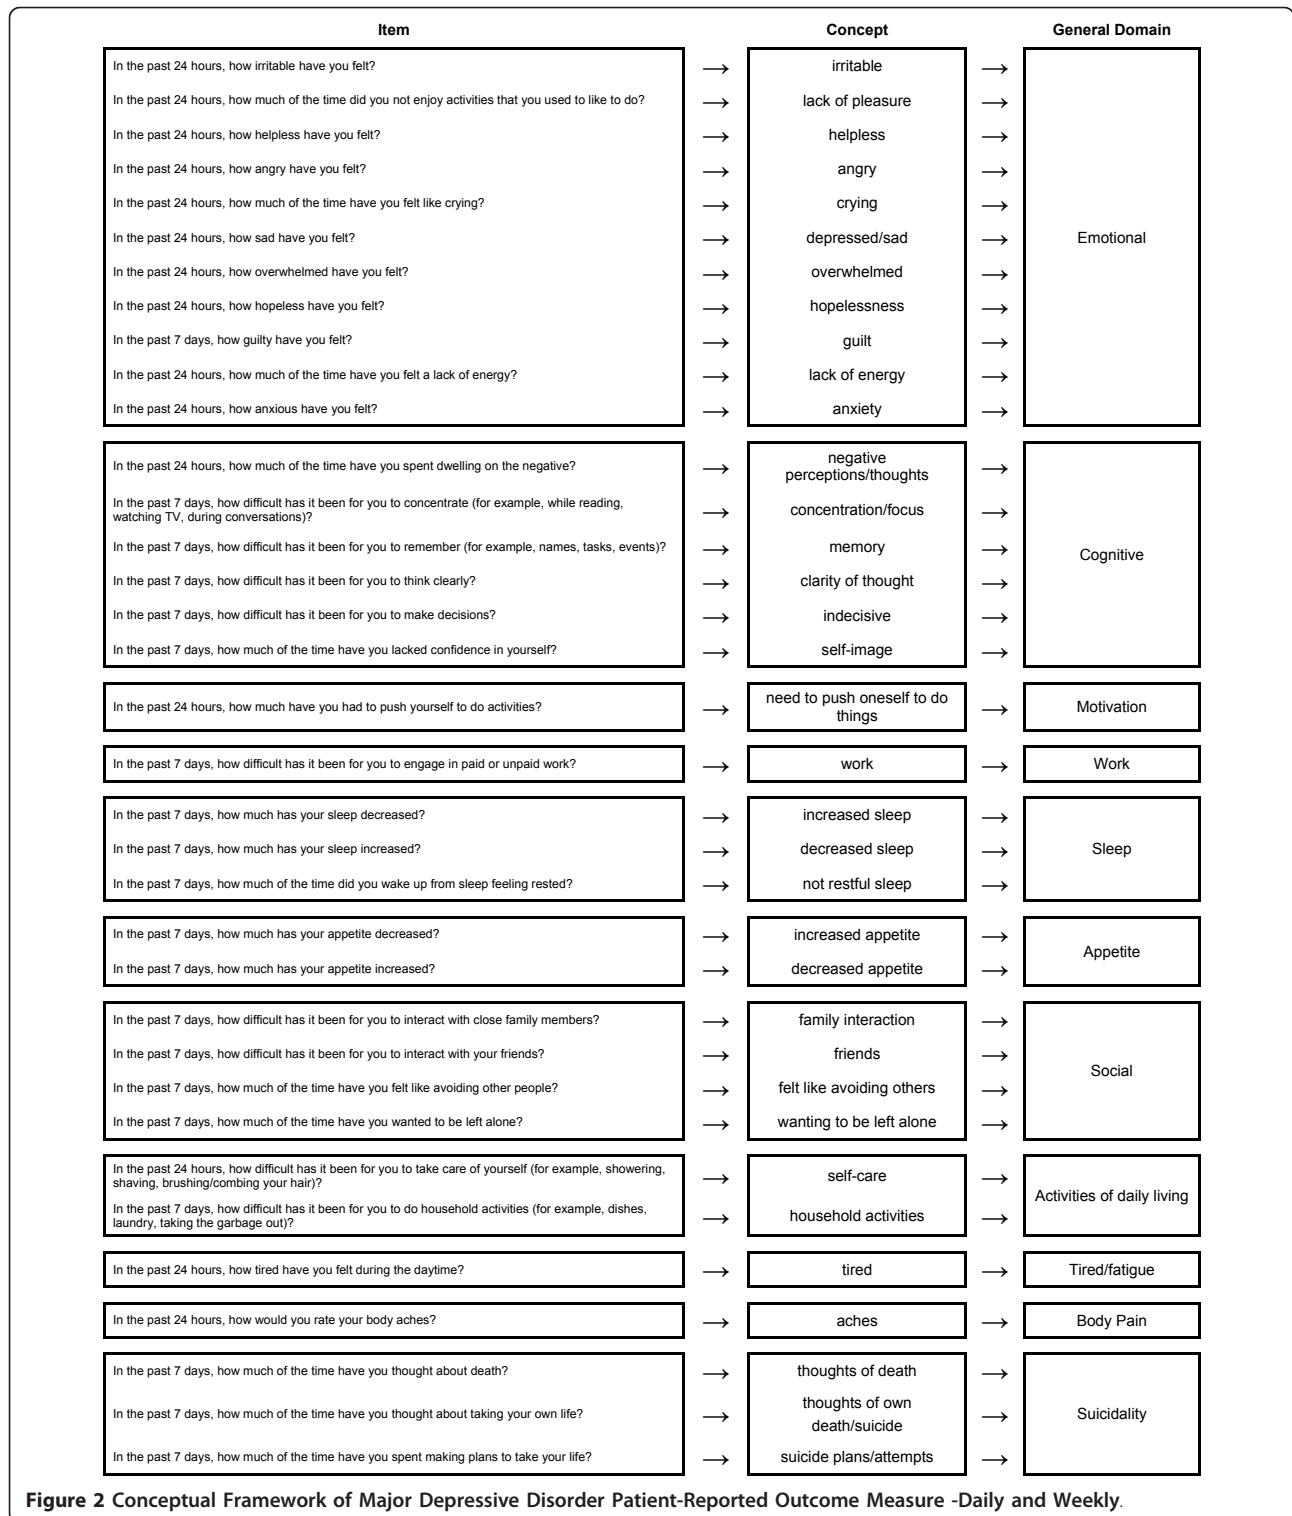 Item Concept General Domain
In the past 24 hours, how irritable have you felt? → irritable →
In the past 24 hours, how much of the time did you not enjoy activities that you used to like to do? → lack of pleasure →
In the past 24 hours, how helpless have you felt? → helpless →
In the past 24 hours, how angry have you felt? → angry →
In the past 24 hours, how much of the time have you felt like crying? → crying →
In the past 24 hours, how sad have you felt? → depressed/sad → Emotional
In the past 24 hours, how overwhelmed have you felt? → overwhelmed →
In the past 24 hours, how hopeless have you felt? → hopelessness →
In the past 7 days, how guilty have you felt? → guilt →
In the past 24 hours, how much of the time have you felt a lack of energy? → lack of energy →
In the past 24 hours, how anxious have you felt? → anxiety →
In the past 24 hours, how much of the time have you spent dwelling on the negative? → negative
perceptions/thoughts →
In the past 7 days, how difficult has it been for you to concentrate (for example, while reading,
watching TV, during conversations)? → concentration/focus →
In the past 7 days, how difficult has it been for you to remember (for example, names, tasks, events)? → memory → Cognitive
In the past 7 days, how difficult has it been for you to think clearly? → clarity of thought →
In the past 7 days, how difficult has it been for you to make decisions? → indecisive →
In the past 7 days, how much of the time have you lacked confidence in yourself? → self-image →
In the past 24 hours, how much have you had to push yourself to do activities? → need to push oneself to do
things → Motivation
In the past 7 days, how difficult has it been for you to engage in paid or unpaid work? → work → Work
In the past 7 days, how much has your sleep decreased? → increased sleep →
In the past 7 days, how much has your sleep increased? → decreased sleep → Sleep
In the past 7 days, how much of the time did you wake up from sleep feeling rested? → not restful sleep →
In the past 7 days, how much has your appetite decreased? → increased appetite → Appetite
In the past 7 days, how much has your appetite increased? → decreased appetite →
In the past 7 days, how difficult has it been for you to interact with close family members? → family interaction →
In the past 7 days, how difficult has it been for you to interact with your friends? → friends → Social
In the past 7 days, how much of the time have you felt like avoiding other people? → felt like avoiding others →
In the past 7 days, how much of the time have you wanted to be left alone? → wanting to be left alone →
In the past 24 hours, how difficult has it been for you to take care of yourself (for example, showering,
shaving, brushing/combing your hair)? → self-care → Activities of daily living
In the past 7 days, how difficult has it been for you to do household activities (for example, dishes,
laundry, taking the garbage out)? → household activities →
In the past 24 hours, how tired have you felt during the daytime? → tired → Tired/fatigue
In the past 24 hours, how would you rate your body aches? → aches → Body Pain
In the past 7 days, how much of the time have you thought about death? → thoughts of death →
In the past 7 days, how much of the time have you thought about taking your own life? → thoughts of own
death/suicide → Suicidality
In the past 7 days, how much of the time have you spent making plans to take your life? → suicide plans/attempts →
Figure 2 Conceptual Framework of Major Depressive Disorder Patient-Reported Outcome Measure -Daily and Weekly.